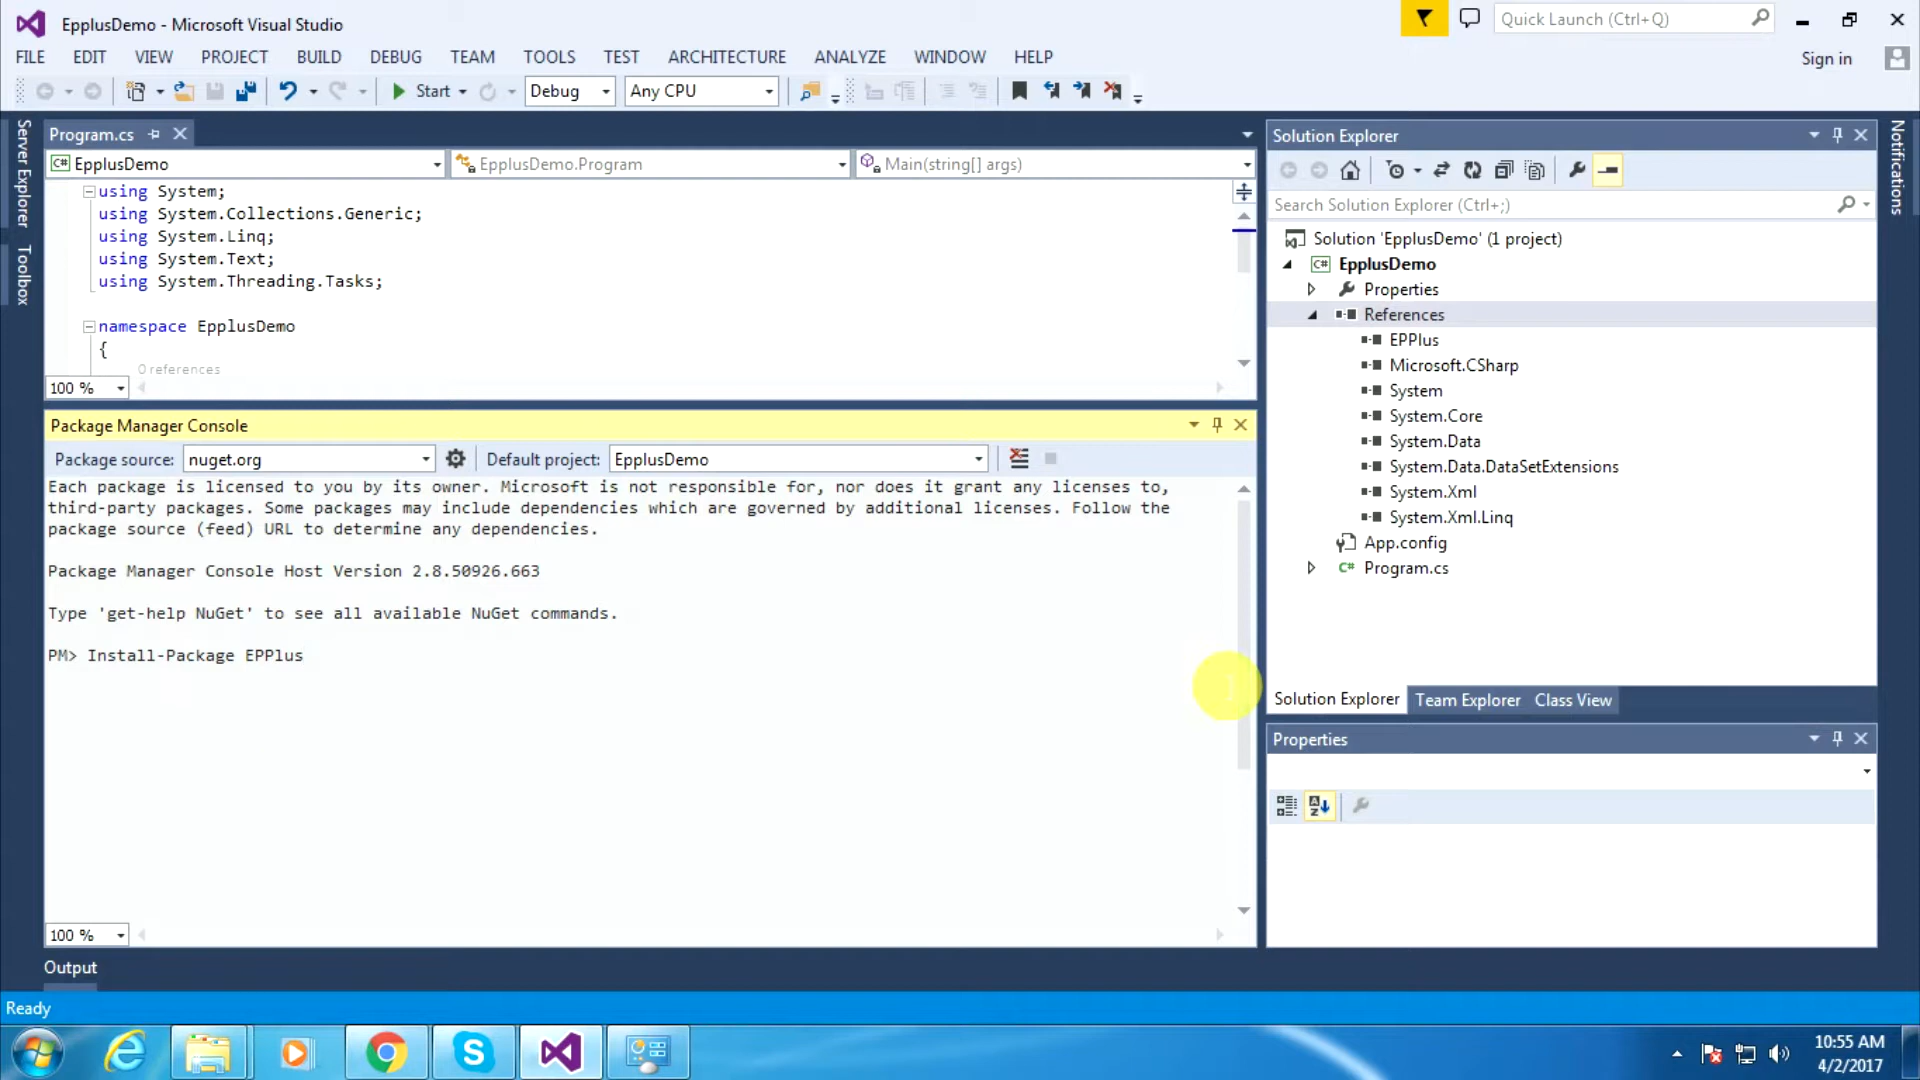 EpplusDemo - Microsoft Visual Studio
Quick Launch (Ctrl+Q)
FILE EDIT VIEW PROJECT BUILD DEBUG TEAM TOOLS TEST ARCHITECTURE ANALYZE WINDOW HELP
Sign in
Start Debug Any CPU
Server Explorer
Toolbox
Program.cs
EpplusDemo EpplusDemo.Program Main(string[] args)
using System;
using System.Collections.Generic;
using System.Linq;
using System.Text;
using System.Threading.Tasks;
namespace EpplusDemo
{
0 references
100 %
Package Manager Console
Package source: nuget.org Default project: EpplusDemo
Each package is licensed to you by its owner. Microsoft is not responsible for, nor does it grant any licenses to,
third-party packages. Some packages may include dependencies which are governed by additional licenses. Follow the
package source (feed) URL to determine any dependencies.
Package Manager Console Host Version 2.8.50926.663
Type 'get-help NuGet' to see all available NuGet commands.
PM> Install-Package EPPlus
100 %
Output
Solution Explorer
Search Solution Explorer (Ctrl+;)
Solution 'EpplusDemo' (1 project)
C# EpplusDemo
Properties
References
EPPlus
Microsoft.CSharp
System
System.Core
System.Data
System.Data.DataSetExtensions
System.Xml
System.Xml.Linq
App.config
C# Program.cs
Solution Explorer Team Explorer Class View
Properties
Notifications
Ready
10:55 AM
4/2/2017